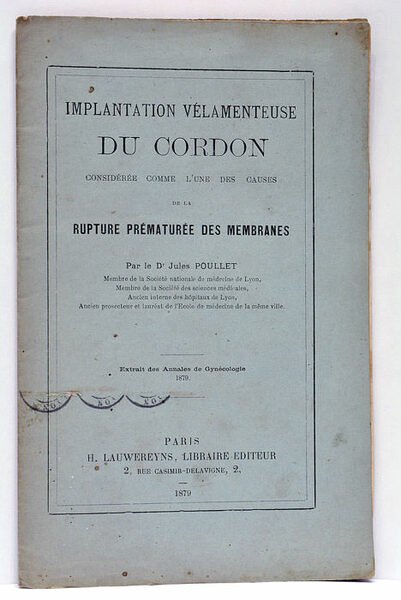 IMPLANTATION VÉLAMENTEUSE
DU CORDON
CONSIDÉRÉE COMME L'UNE DES CAUSES
DE LA
RUPTURE PRÉMATURÉE DES MEMBRANES
Par le Dr Jules POULLET
Membre de la Société nationale de médecine de Lyon,
Membre de la Société des sciences médicales,
Ancien interne des hôpitaux de Lyon,
Ancien prosecteur et lauréat de l'Ecole de médecine de la même ville.
Extrait des Annales de Gynécologie
1879.
PARIS
H. LAUWEREYNS, LIBRAIRE-EDITEUR
2, RUE CASIMIR-DELAVIGNE, 2,
1879